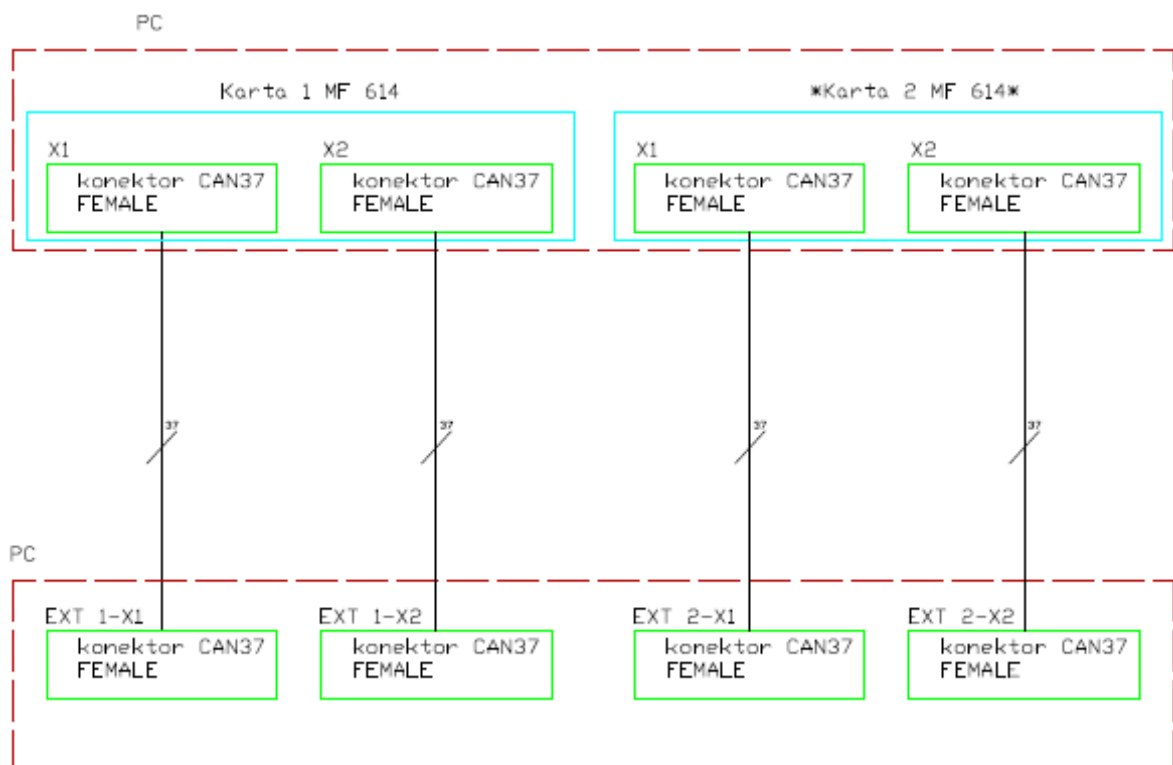 PC
Karta 1 MF 614
*Karta 2 MF 614*
X1
konektor CAN37
FEMALE
X2
konektor CAN37
FEMALE
X1
konektor CAN37
FEMALE
X2
konektor CAN37
FEMALE
37
37
37
37
PC
EXT 1-X1
konektor CAN37
FEMALE
EXT 1-X2
konektor CAN37
FEMALE
EXT 2-X1
konektor CAN37
FEMALE
EXT 2-X2
konektor CAN37
FEMALE